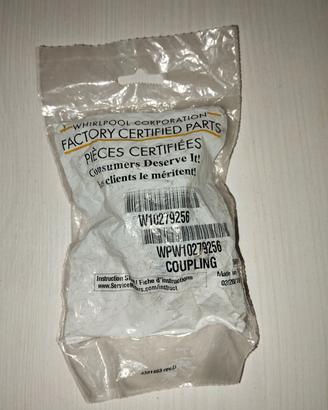 WHIRLPOOL CORPORATION
FACTORY CERTIFIED PARTS
PIÈCES CERTIFIÉES
Consumers Deserve It!
Les clients le méritent!
W10279256
WPW10279256
COUPLING
Made in
Instruction Fiche d'instructions
www.Service
.com/instruct